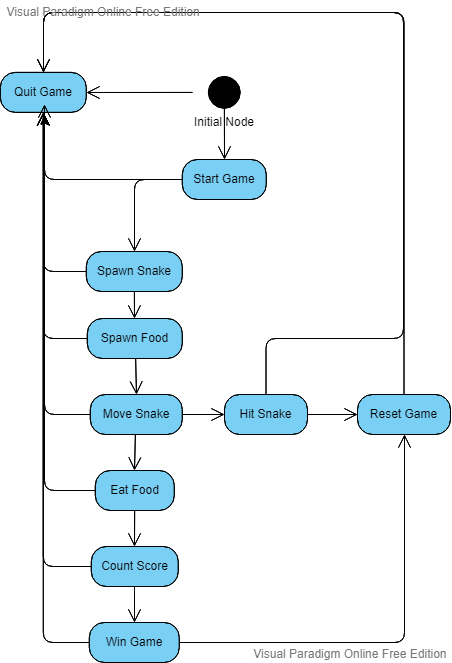 Visual Paradigm Online Free Edition
Quit Game
Initial Node
Start Game
Spawn Snake
Spawn Food
Move Snake
Hit Snake
Reset Game
Eat Food
Count Score
Win Game
Visual Paradigm Online Free Edition